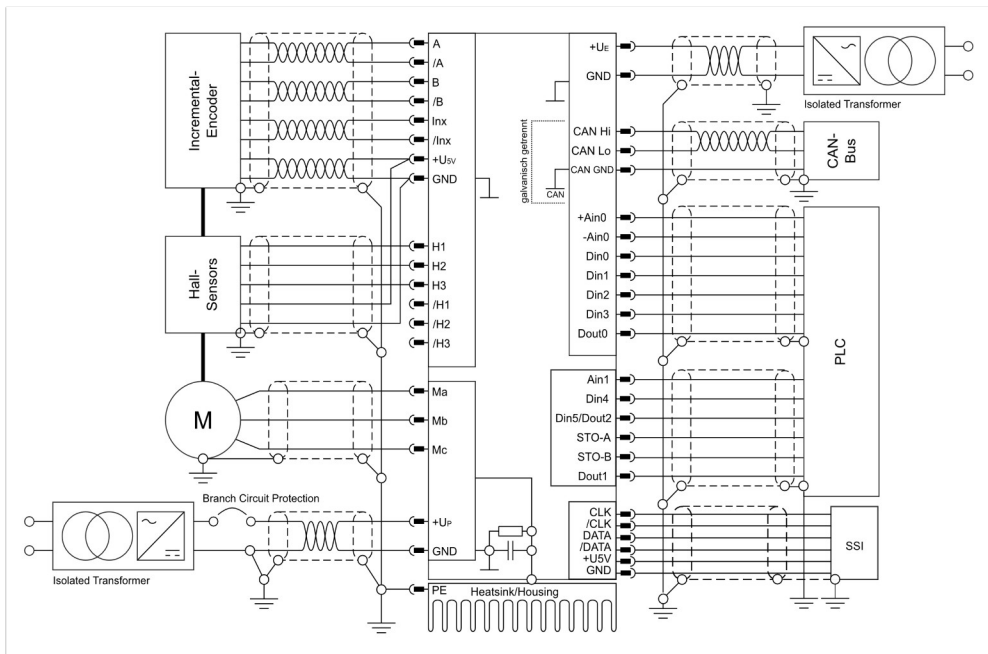 Incremental-
Encoder
A
/A
B
/B
Inx
/Inx
+U5V
GND
Hall-
Sensors
H1
H2
H3
/H1
/H2
/H3
M
Ma
Mb
Mc
Branch Circuit Protection
+UP
GND
Isolated Transformer
PE
Heatsink/Housing
+UE
GND
Isolated Transformer
galvanisch getrennt
CAN Hi
CAN Lo
CAN GND
CAN
CAN-
Bus
+Ain0
-Ain0
Din0
Din1
Din2
Din3
Dout0
PLC
Ain1
Din4
Din5/Dout2
STO-A
STO-B
Dout1
CLK
/CLK
DATA
/DATA
+U5V
GND
SSI